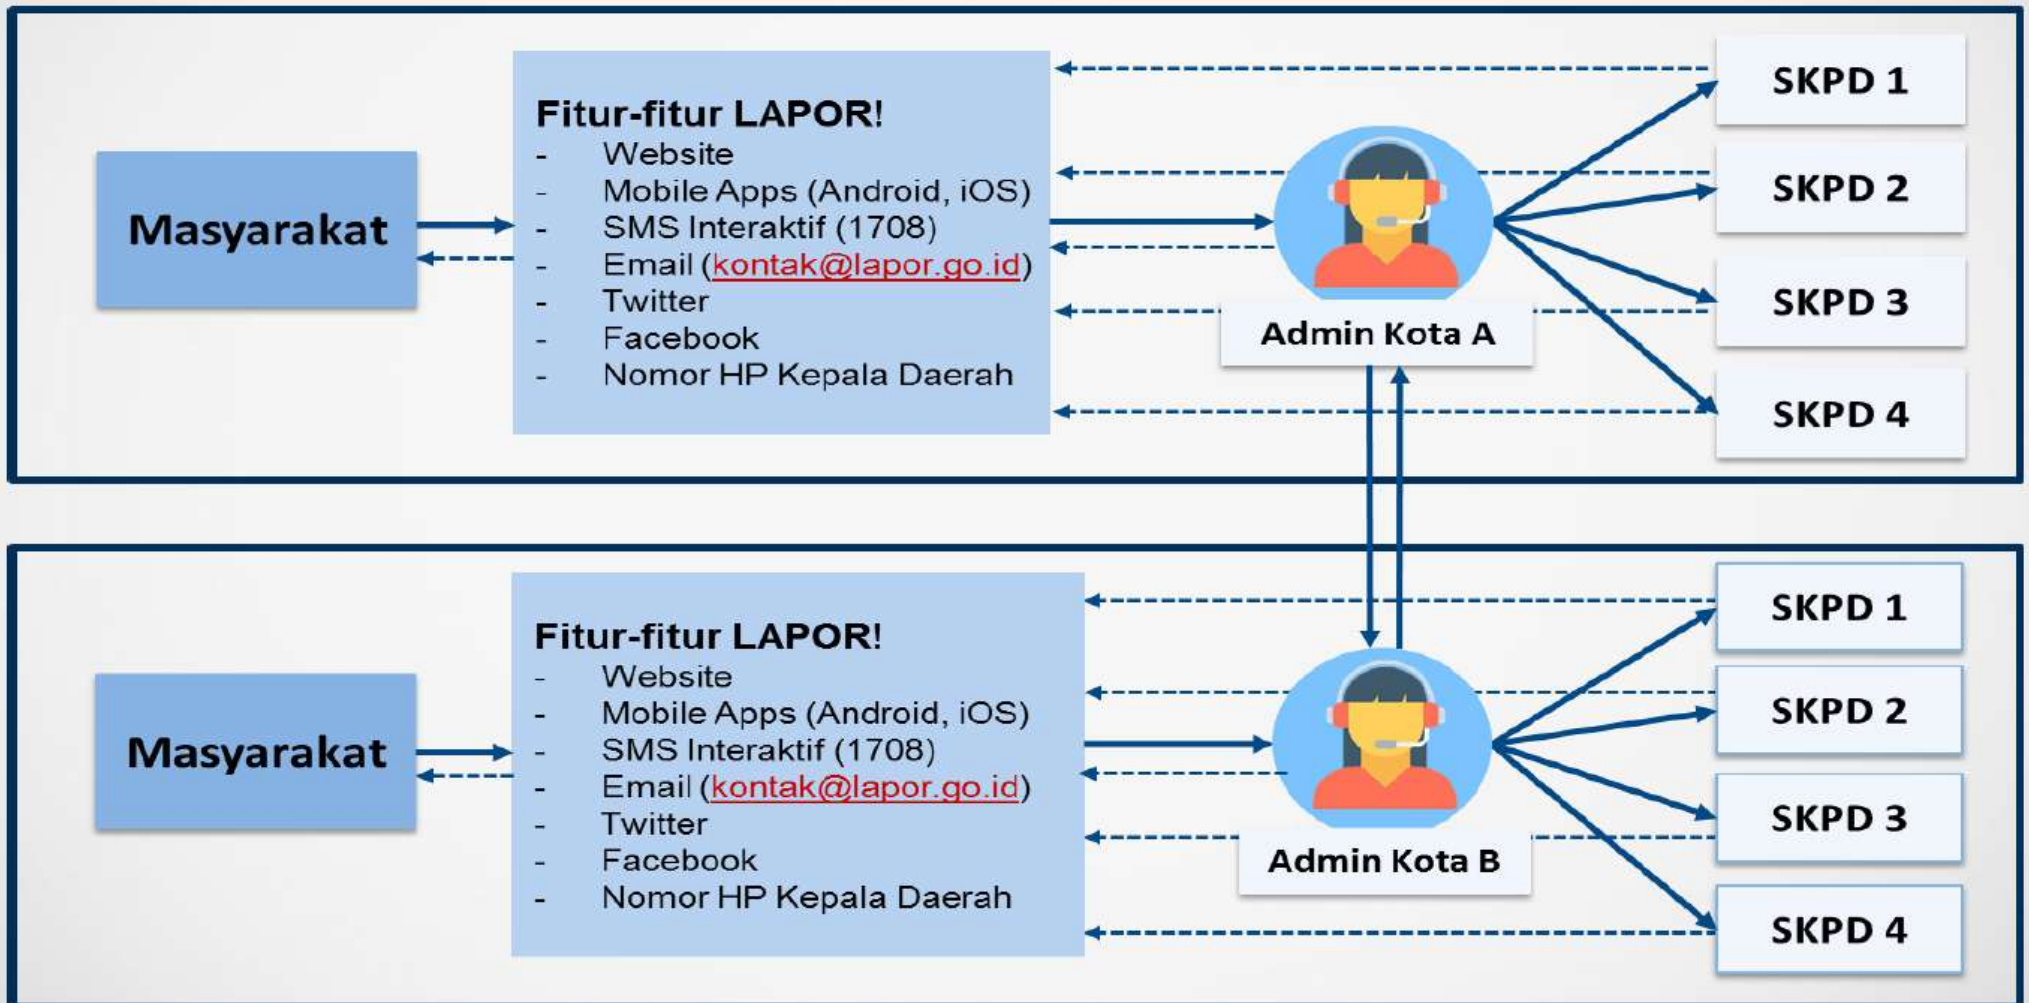 Masyarakat
Fitur-fitur LAPOR!
- Website
- Mobile Apps (Android, iOS)
- SMS Interaktif (1708)
- Email (kontak@lapor.go.id)
- Twitter
- Facebook
- Nomor HP Kepala Daerah
Admin Kota A
SKPD 1
SKPD 2
SKPD 3
SKPD 4
Masyarakat
Fitur-fitur LAPOR!
- Website
- Mobile Apps (Android, iOS)
- SMS Interaktif (1708)
- Email (kontak@lapor.go.id)
- Twitter
- Facebook
- Nomor HP Kepala Daerah
Admin Kota B
SKPD 1
SKPD 2
SKPD 3
SKPD 4